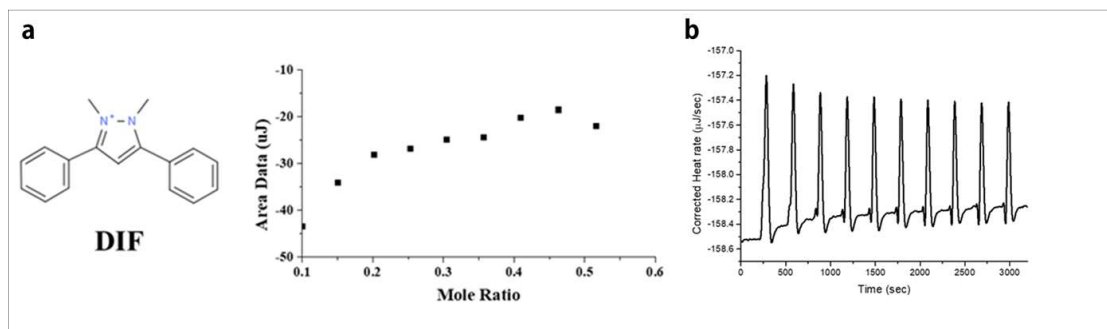 a
N⁺
N
DIF
Area Data (uJ)
-10
-20
-30
-40
-50
0.1 0.2 0.3 0.4 0.5 0.6
Mole Ratio
b
Corrected Heat rate (µJ/sec)
-157.0
-157.2
-157.4
-157.6
-157.8
-158.0
-158.2
-158.4
-158.6
0 500 1000 1500 2000 2500 3000
Time (sec)